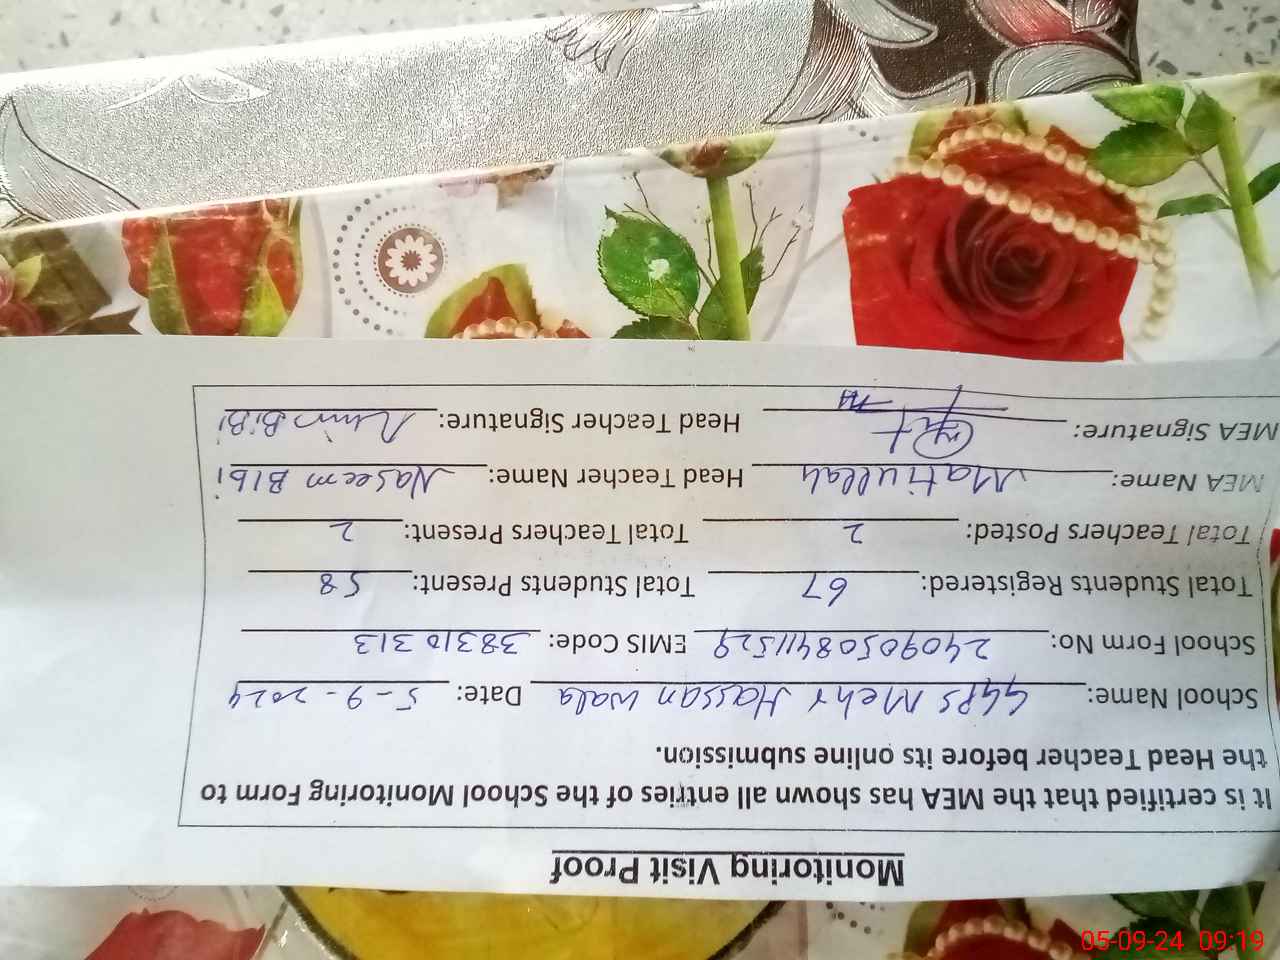 Monitoring Visit Proof
It is certified that the MEA has shown all entries of the School Monitoring Form to
the Head Teacher before its online submission.
School Name: GGPS Mehr Hassan wala Date: 5-9-2024
School Form No: 24090508411529 EMIS Code: 38310313
Total Students Registered: 67 Total Students Present: 58
Total Teachers Posted: 2 Total Teachers Present: 2
MEA Name: Matiullah Head Teacher Name: Naseem BIBi
MEA Signature: Head Teacher Signature: BiBi
05-09-24 09:19